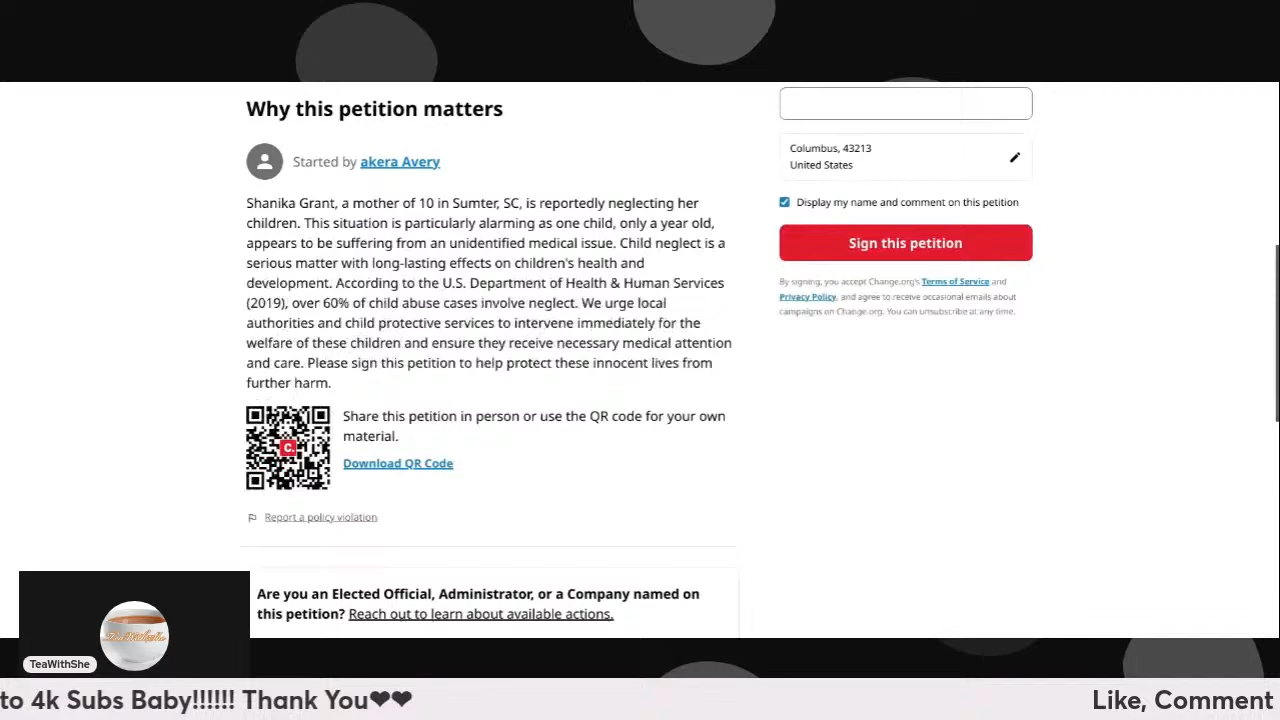 Why this petition matters
Started by akera Avery
Shanika Grant, a mother of 10 in Sumter, SC, is reportedly neglecting her
children. This situation is particularly alarming as one child, only a year old,
appears to be suffering from an unidentified medical issue. Child neglect is a
serious matter with long-lasting effects on children's health and
development. According to the U.S. Department of Health & Human Services
(2019), over 60% of child abuse cases involve neglect. We urge local
authorities and child protective services to intervene immediately for the
welfare of these children and ensure they receive necessary medical attention
and care. Please sign this petition to help protect these innocent lives from
further harm.
Share this petition in person or use the QR code for your own
material.
Download QR Code
Report a policy violation
Are you an Elected Official, Administrator, or a Company named on
this petition? Reach out to learn about available actions.
Columbus, 43213
United States
Display my name and comment on this petition
Sign this petition
By signing, you accept Change.org's Terms of Service and
Privacy Policy, and agree to receive occasional emails about
campaigns on Change.org. You can unsubscribe at any time.
TeaWithShe
to 4k Subs Baby!!!!!! Thank You❤❤
Like, Comment